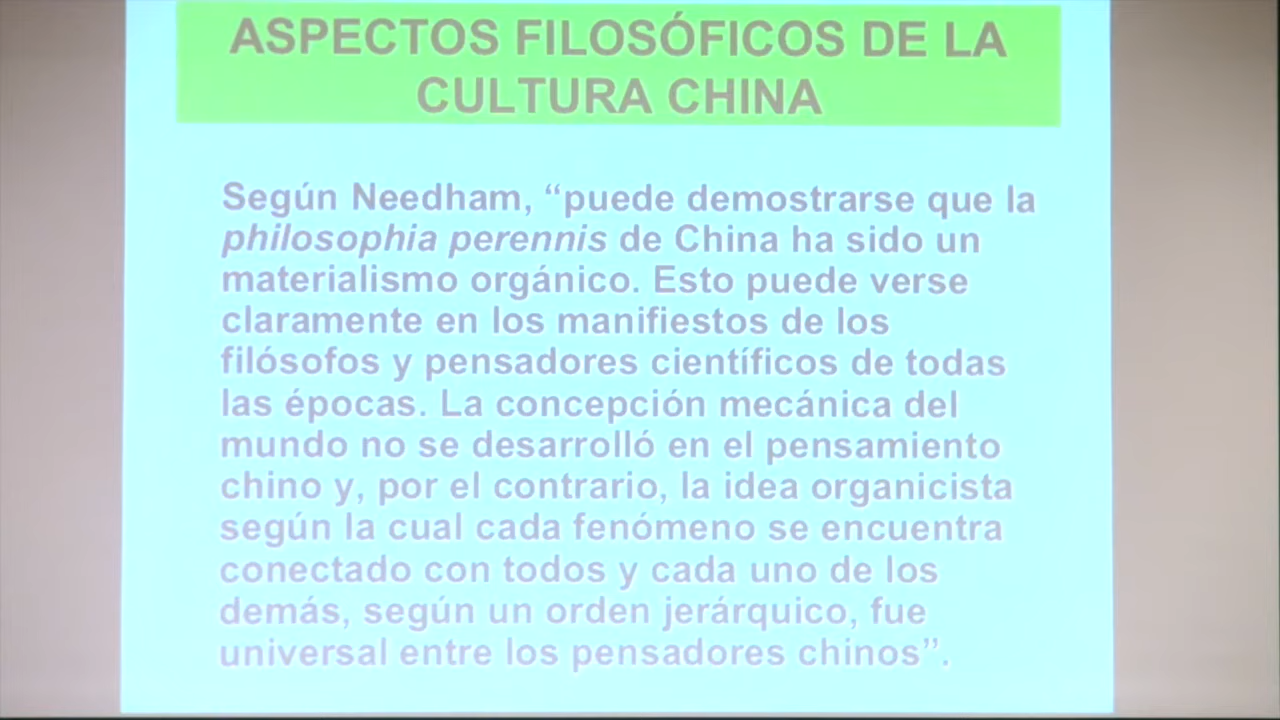 ASPECTOS FILOSÓFICOS DE LA
CULTURA CHINA
Según Needham, “puede demostrarse que la
philosophia perennis de China ha sido un
materialismo orgánico. Esto puede verse
claramente en los manifiestos de los
filósofos y pensadores científicos de todas
las épocas. La concepción mecánica del
mundo no se desarrolló en el pensamiento
chino y, por el contrario, la idea organicista
según la cual cada fenómeno se encuentra
conectado con todos y cada uno de los
demás, según un orden jerárquico, fue
universal entre los pensadores chinos”.